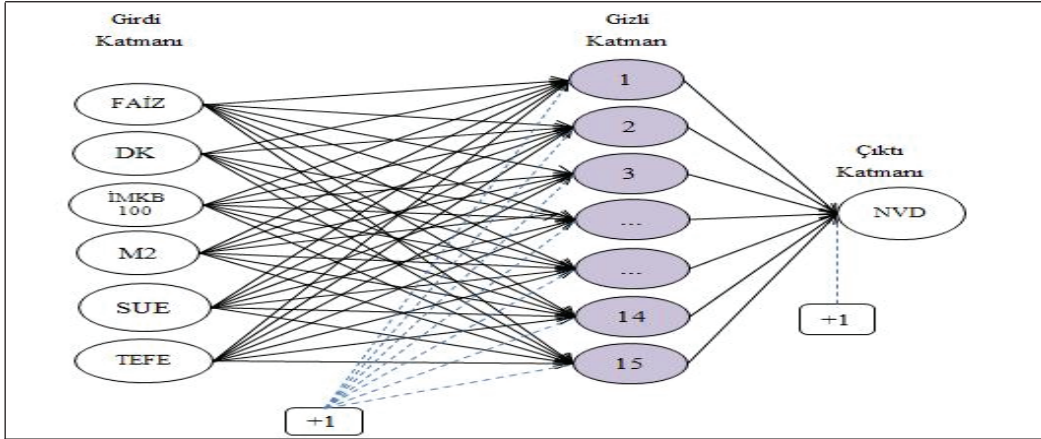 Girdi
Katmanı
FAİZ
DK
İMKB
100
M2
SUE
TEFE
+1
Gizli
Katman
1
2
3
...
...
14
15
Çıktı
Katmanı
NVD
+1